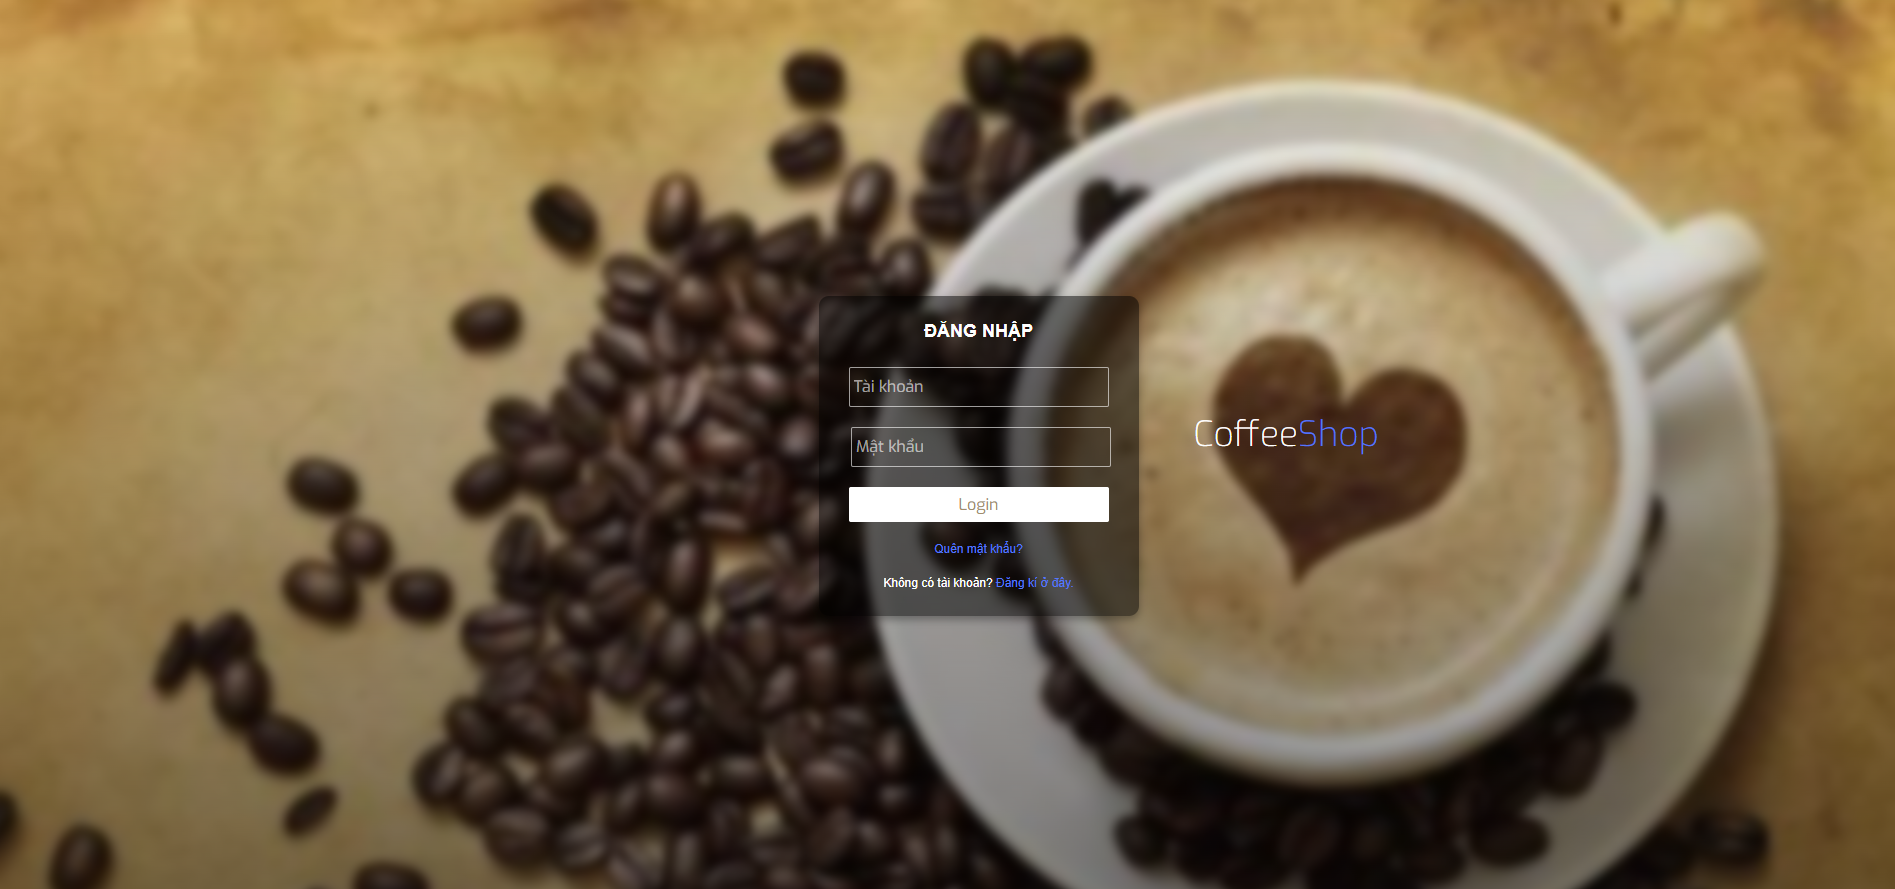 ĐĂNG NHẬP
Tài khoản
Mật khẩu
CoffeeShop
Login
Quên mật khẩu?
Không có tài khoản? Đăng kí ở đây.